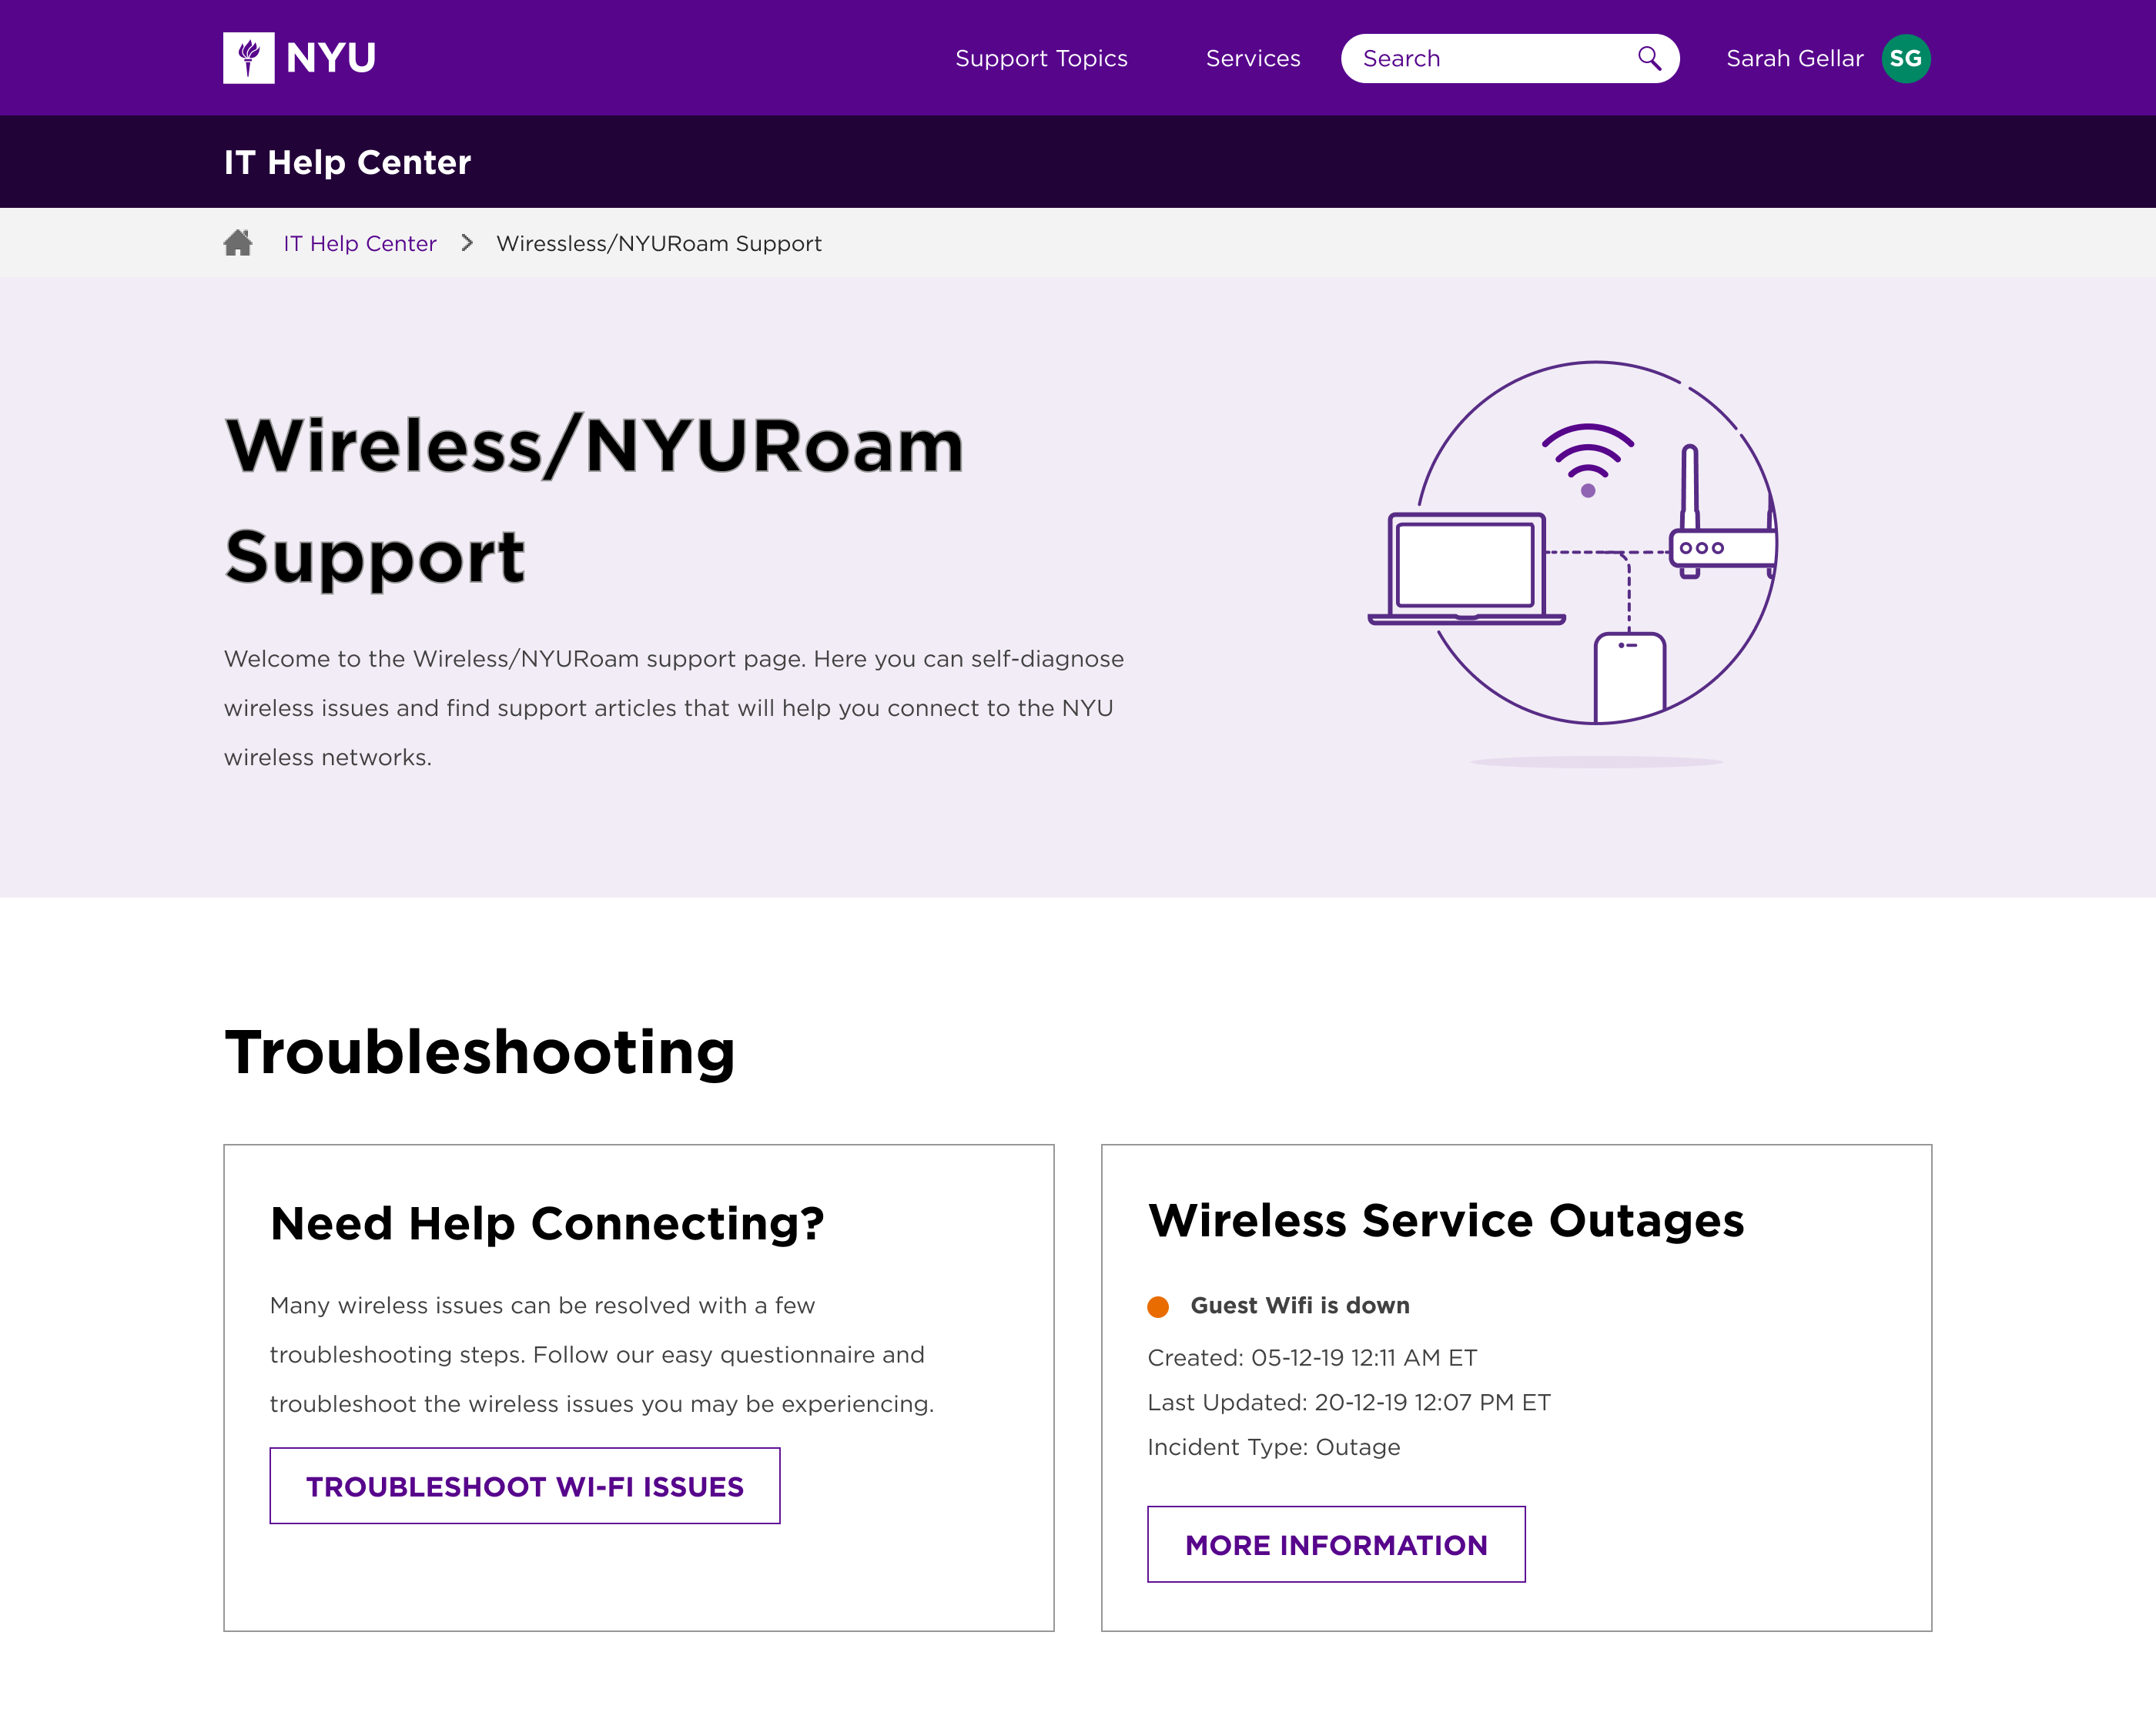 NYU
Support Topics
Services
Search
Sarah Gellar
SG
IT Help Center
IT Help Center > Wiressless/NYURoam Support
Wireless/NYURoam
Support
Welcome to the Wireless/NYURoam support page. Here you can self-diagnose
wireless issues and find support articles that will help you connect to the NYU
wireless networks.
Troubleshooting
Need Help Connecting?
Many wireless issues can be resolved with a few
troubleshooting steps. Follow our easy questionnaire and
troubleshoot the wireless issues you may be experiencing.
TROUBLESHOOT WI-FI ISSUES
Wireless Service Outages
Guest Wifi is down
Created: 05-12-19 12:11 AM ET
Last Updated: 20-12-19 12:07 PM ET
Incident Type: Outage
MORE INFORMATION